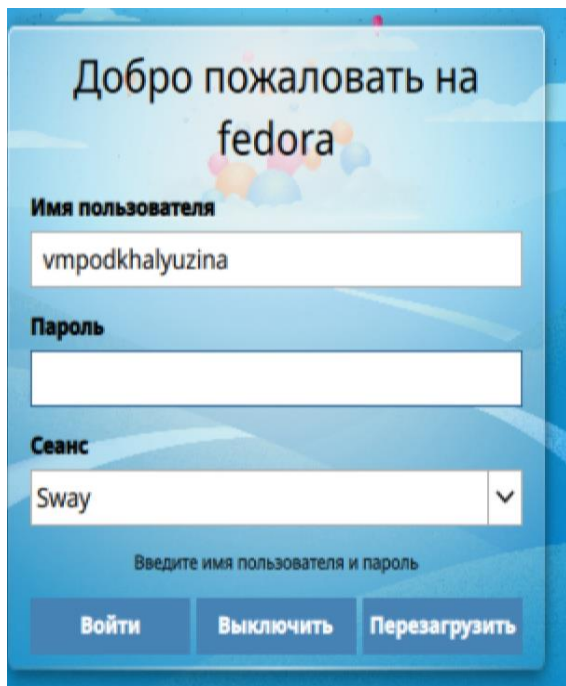 Добро пожаловать на
fedora
Имя пользователя
vmpodkhalyuzina
Пароль
Сеанс
Sway
Введите имя пользователя и пароль
Войти Выключить Перезагрузить